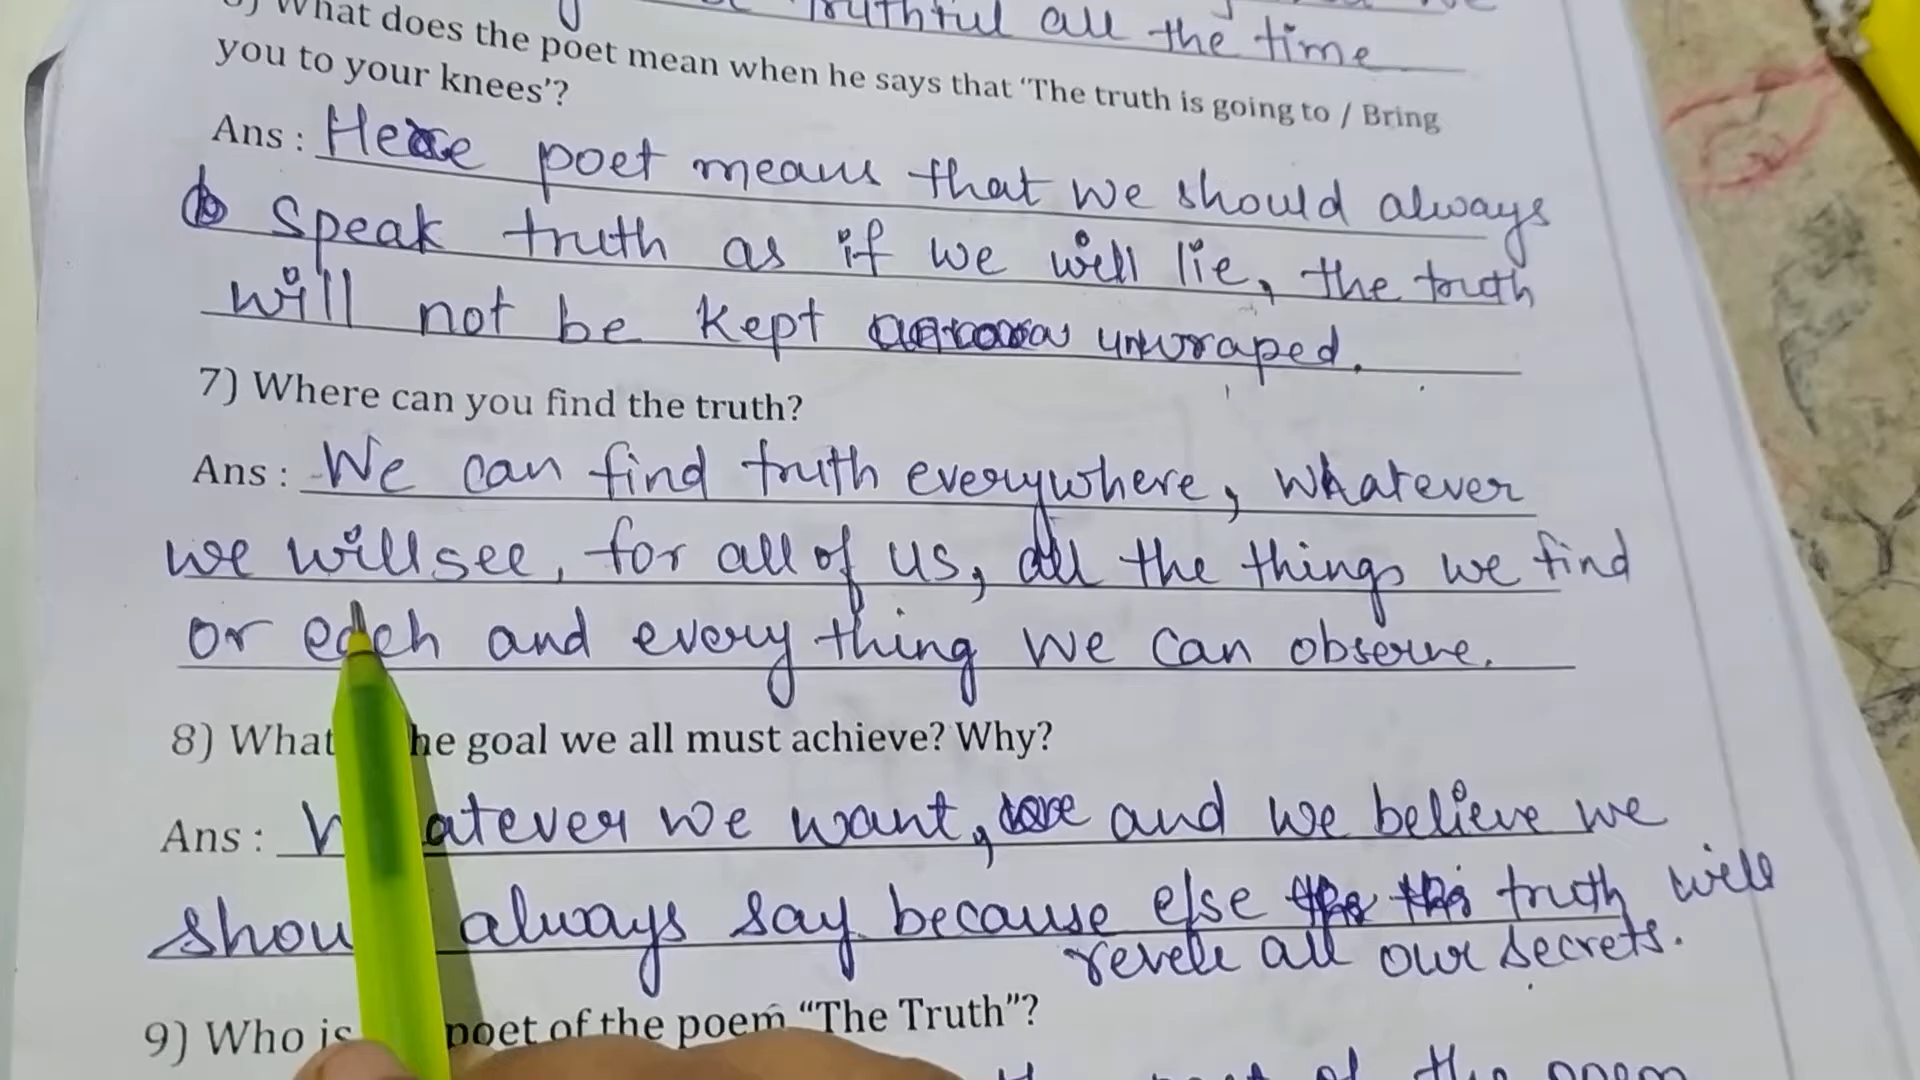 truthful all the time
What does the poet mean when he says that ‘The truth is going to / Bring
you to your knees’?
Ans : Here poet means that we should always
speak truth as if we will lie, the truth
will not be kept unwraped.
7) Where can you find the truth?
Ans : We can find truth everywhere, whatever
we will see, for all of us, all the things we find
or each and every thing we can observe.
8) What he goal we all must achieve? Why?
Ans : Whatever we want, and we believe we
shou always say because else truth will
revele all our secrets.
9) Who is poet of the poem “The Truth”?
of the poem